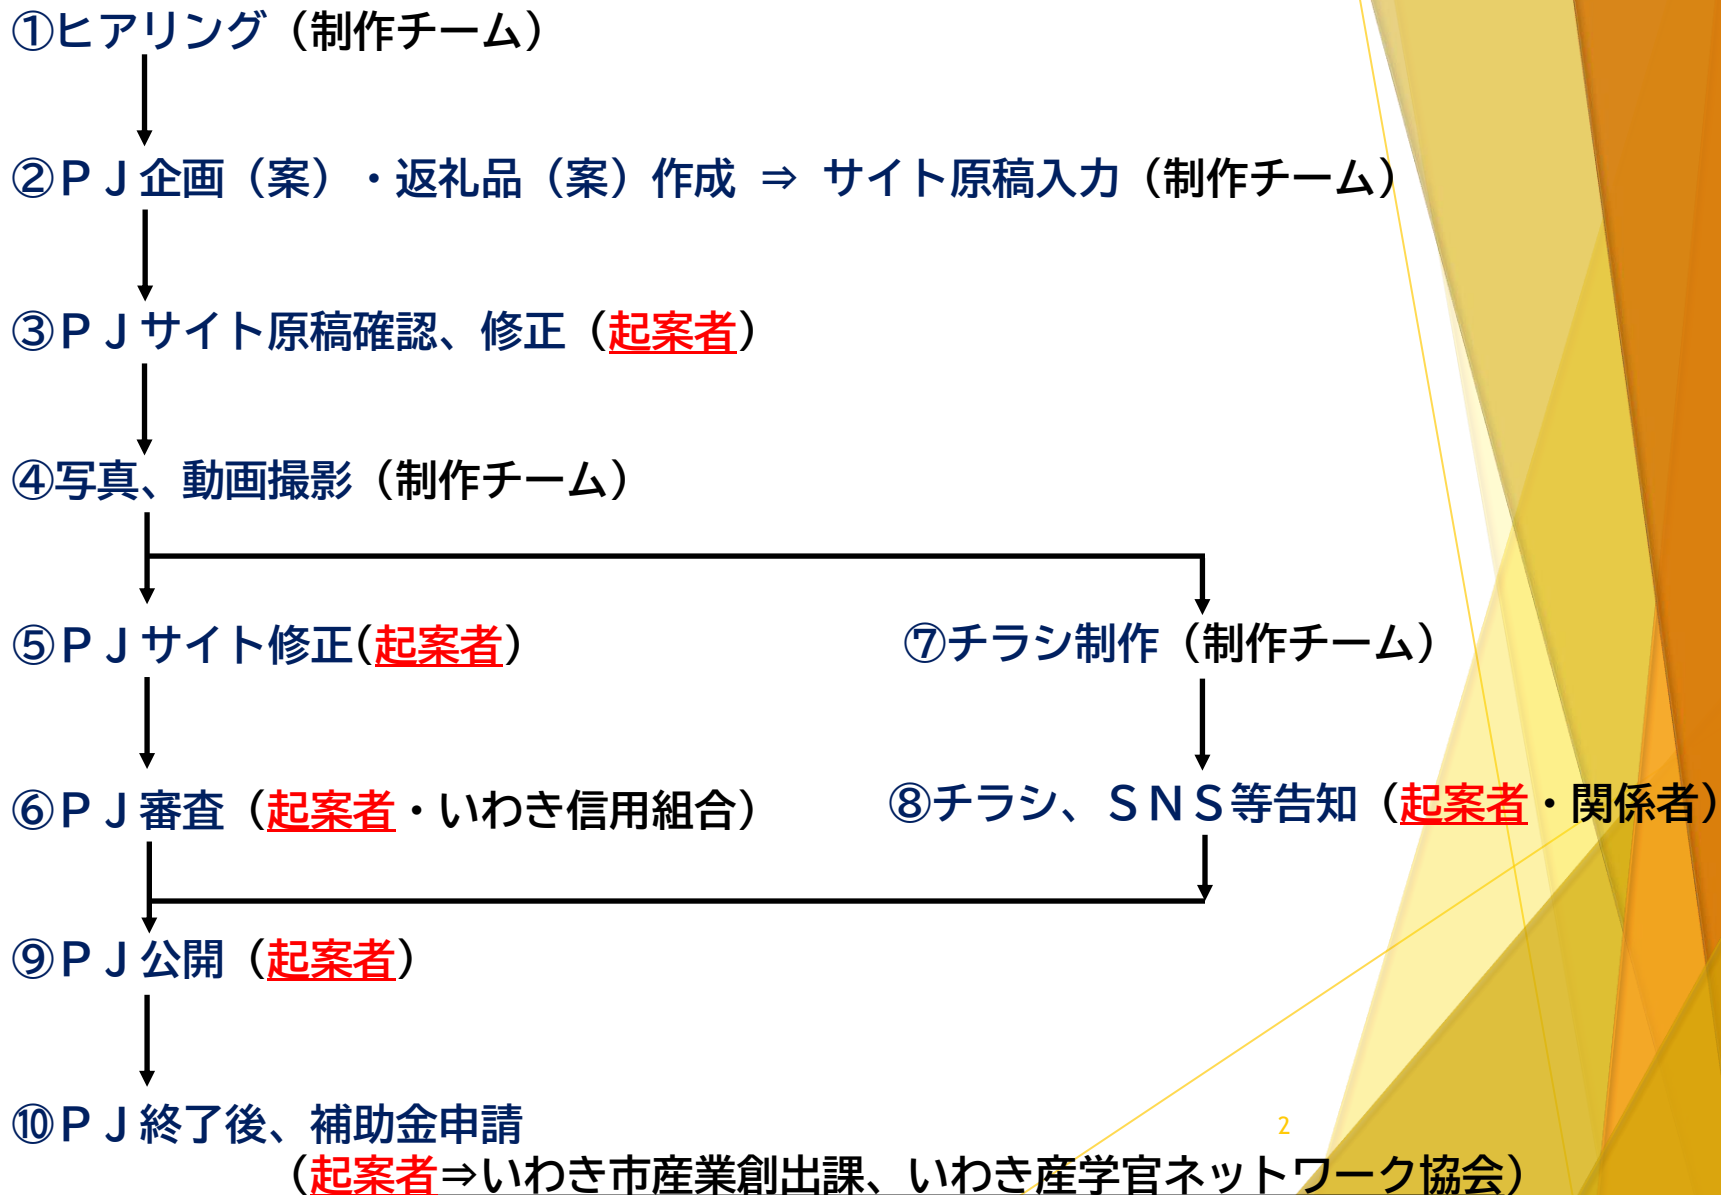 ①ヒアリング（制作チーム）
②ＰＪ企画（案）・返礼品（案）作成 ⇒ サイト原稿入力（制作チーム）
③ＰＪサイト原稿確認、修正（起案者）
④写真、動画撮影（制作チーム）
⑤ＰＪサイト修正(起案者）
⑦チラシ制作（制作チーム）
⑥ＰＪ審査（起案者・いわき信用組合）
⑧チラシ、ＳＮＳ等告知（起案者・関係者）
⑨ＰＪ公開（起案者）
⑩ＰＪ終了後、補助金申請
（起案者⇒いわき市産業創出課、いわき産学官ネットワーク協会）
2